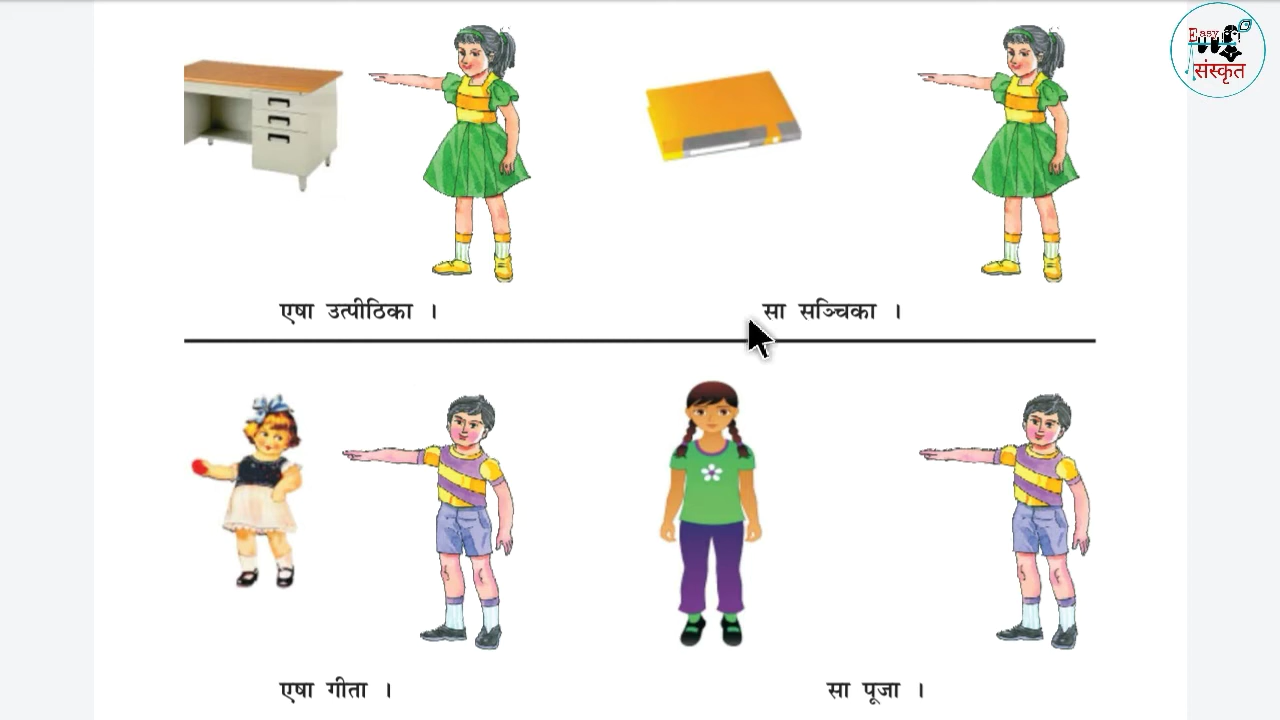 Easy
संस्कृत
एषा उत्पीठिका ।
सा सञ्चिका ।
एषा गीता ।
सा पूजा ।